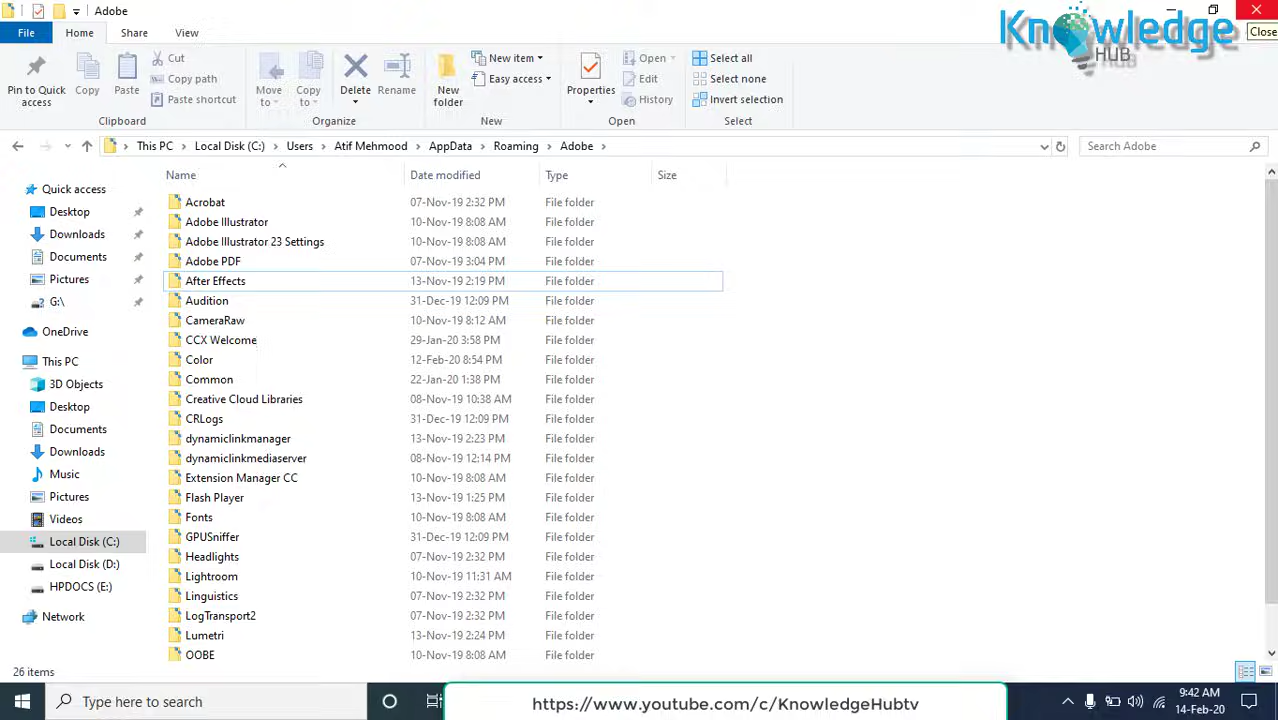 Adobe
Knowledge
HUB
Close
File Home Share View
Pin to Quick access
Copy
Paste
Cut
Copy path
Paste shortcut
Clipboard
Move to
Copy to
Delete
Rename
Organize
New folder
New item
Easy access
New
Properties
Open
Edit
History
Open
Select all
Select none
Invert selection
Select
This PC > Local Disk (C:) > Users > Atif Mehmood > AppData > Roaming > Adobe >
Search Adobe
Quick access
Desktop
Downloads
Documents
Pictures
G:\
OneDrive
This PC
3D Objects
Desktop
Documents
Downloads
Music
Pictures
Videos
Local Disk (C:)
Local Disk (D:)
HPDOCS (E:)
Network
Name Date modified Type Size
Acrobat 07-Nov-19 2:32 PM File folder
Adobe Illustrator 10-Nov-19 8:08 AM File folder
Adobe Illustrator 23 Settings 10-Nov-19 8:08 AM File folder
Adobe PDF 07-Nov-19 3:04 PM File folder
After Effects 13-Nov-19 2:19 PM File folder
Audition 31-Dec-19 12:09 PM File folder
CameraRaw 10-Nov-19 8:12 AM File folder
CCX Welcome 29-Jan-20 3:58 PM File folder
Color 12-Feb-20 8:54 PM File folder
Common 22-Jan-20 1:38 PM File folder
Creative Cloud Libraries 08-Nov-19 10:38 AM File folder
CRLogs 31-Dec-19 12:09 PM File folder
dynamiclinkmanager 13-Nov-19 2:23 PM File folder
dynamiclinkmediaserver 08-Nov-19 12:14 PM File folder
Extension Manager CC 10-Nov-19 8:08 AM File folder
Flash Player 13-Nov-19 1:25 PM File folder
Fonts 10-Nov-19 8:08 AM File folder
GPUSniffer 31-Dec-19 12:09 PM File folder
Headlights 07-Nov-19 2:32 PM File folder
Lightroom 10-Nov-19 11:31 AM File folder
Linguistics 07-Nov-19 2:32 PM File folder
LogTransport2 07-Nov-19 2:32 PM File folder
Lumetri 13-Nov-19 2:24 PM File folder
OOBE 10-Nov-19 8:08 AM File folder
26 items
Type here to search
https://www.youtube.com/c/KnowledgeHubtv
9:42 AM
14-Feb-20